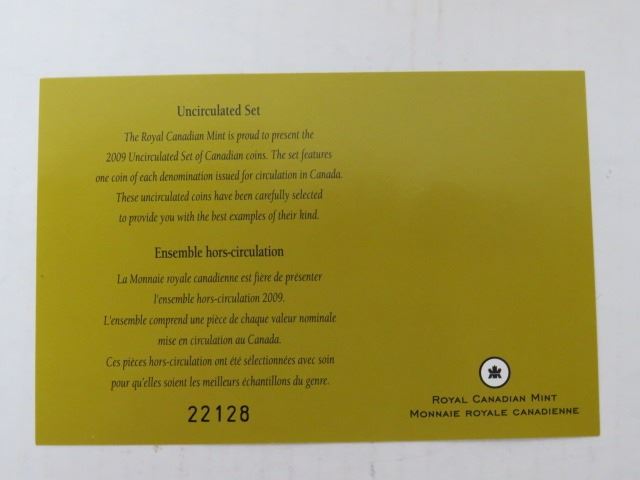 Uncirculated Set
The Royal Canadian Mint is proud to present the
2009 Uncirculated Set of Canadian coins. The set features
one coin of each denomination issued for circulation in Canada.
These uncirculated coins have been carefully selected
to provide you with the best examples of their kind.
Ensemble hors-circulation
La Monnaie royale canadienne est fière de présenter
l'ensemble hors-circulation 2009.
L'ensemble comprend une pièce de chaque valeur nominale
mise en circulation au Canada.
Ces pièces hors-circulation ont été sélectionnées avec soin
pour qu'elles soient les meilleurs échantillons du genre.
22128
ROYAL CANADIAN MINT
MONNAIE ROYALE CANADIENNE